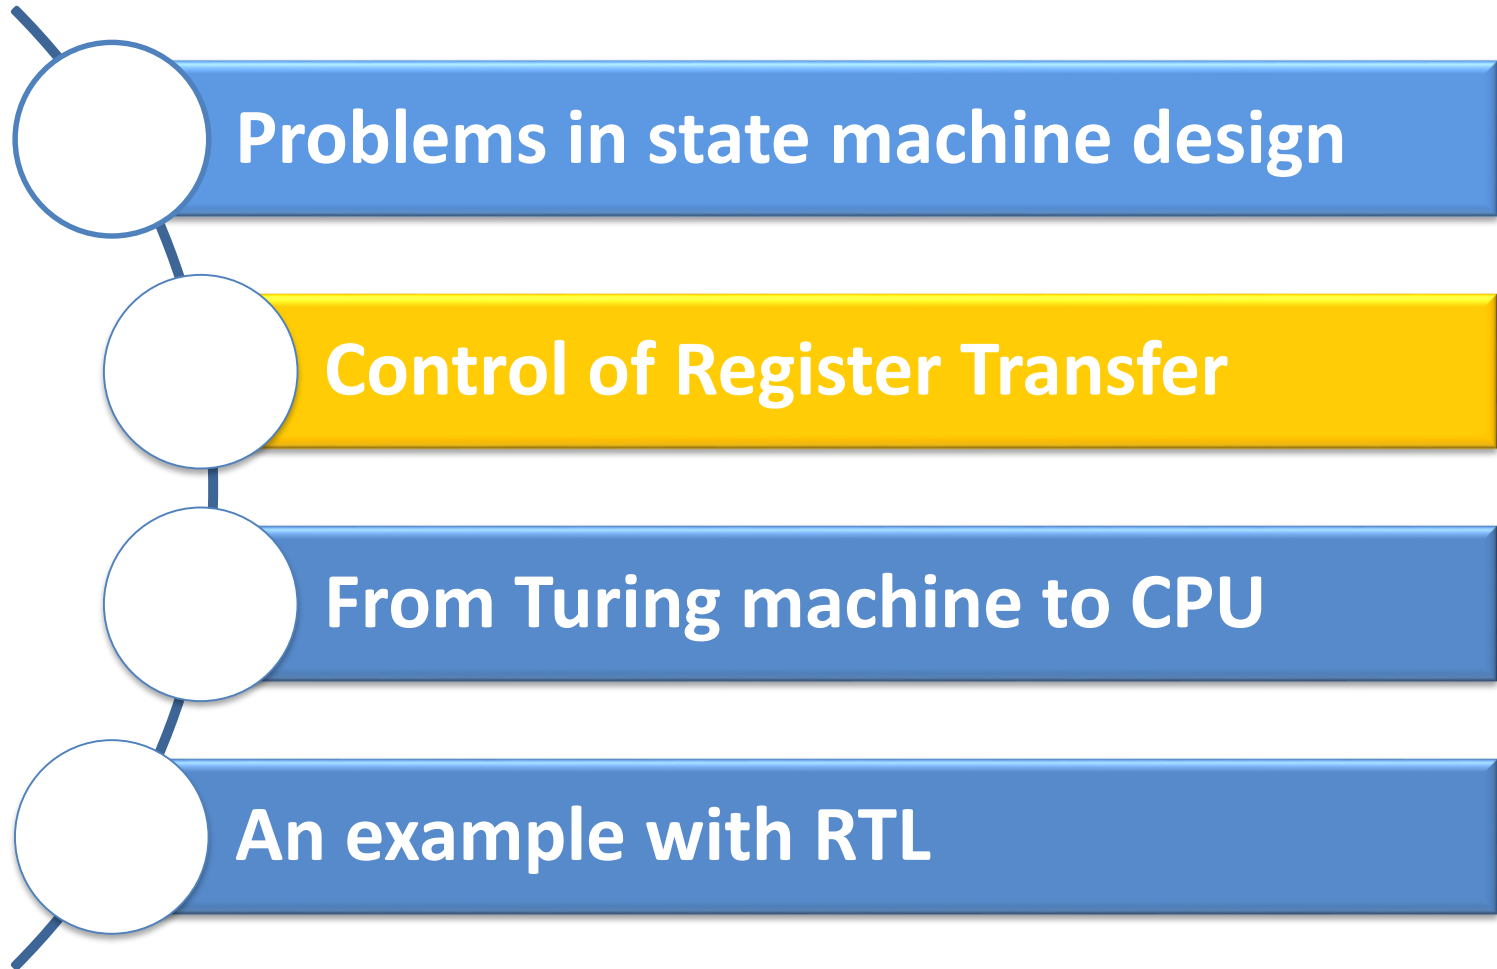 Problems in state machine design
Control of Register Transfer
From Turing machine to CPU
An example with RTL